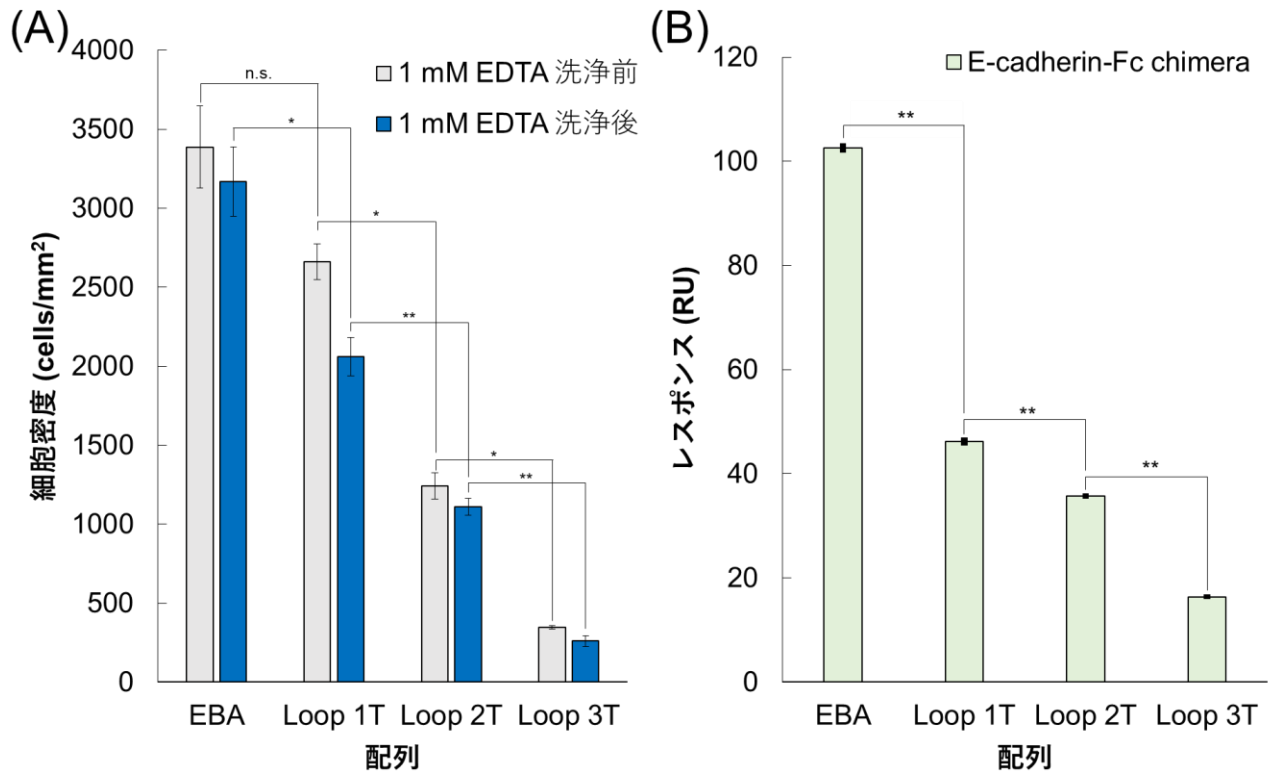 (A)
4000
3500
3000
2500
2000
1500
1000
500
0
細胞密度 (cells/mm²)
1 mM EDTA 洗浄前
1 mM EDTA 洗浄後
n.s.
*
*
**
*
**
EBA Loop 1T Loop 2T Loop 3T
配列
(B)
120
100
80
60
40
20
0
レスポンス (RU)
E-cadherin-Fc chimera
**
**
**
EBA Loop 1T Loop 2T Loop 3T
配列